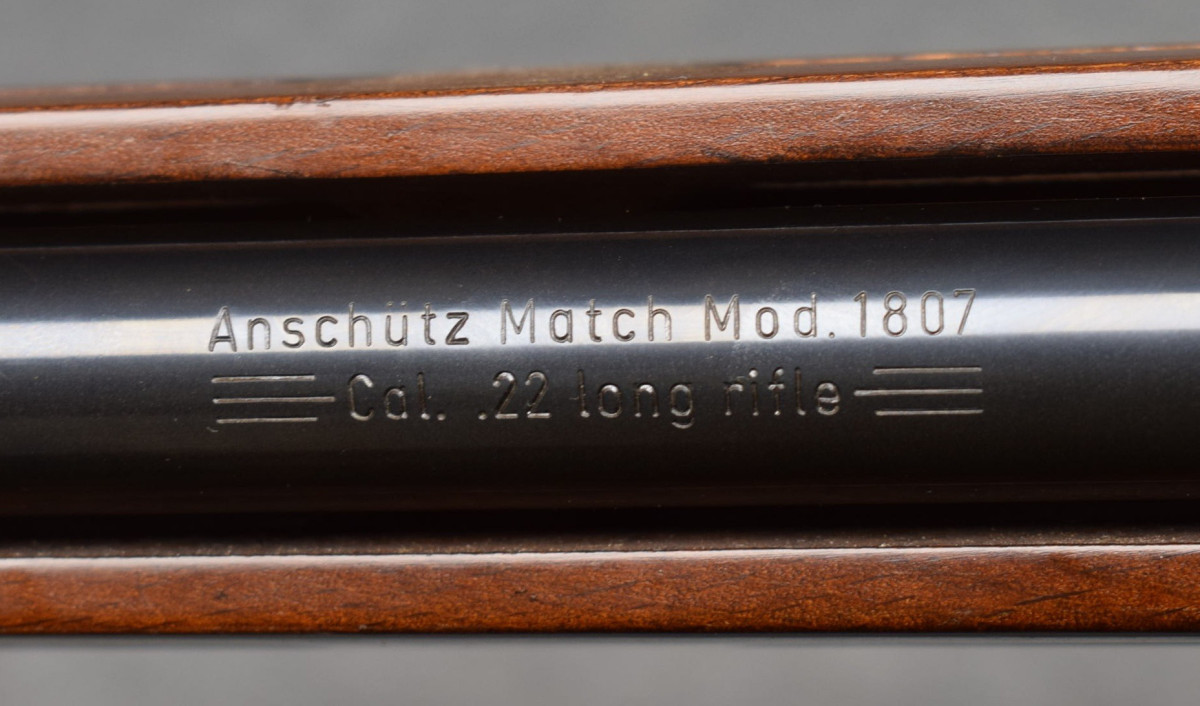 Anschütz Match Mod. 1807
Cal. .22 long rifle